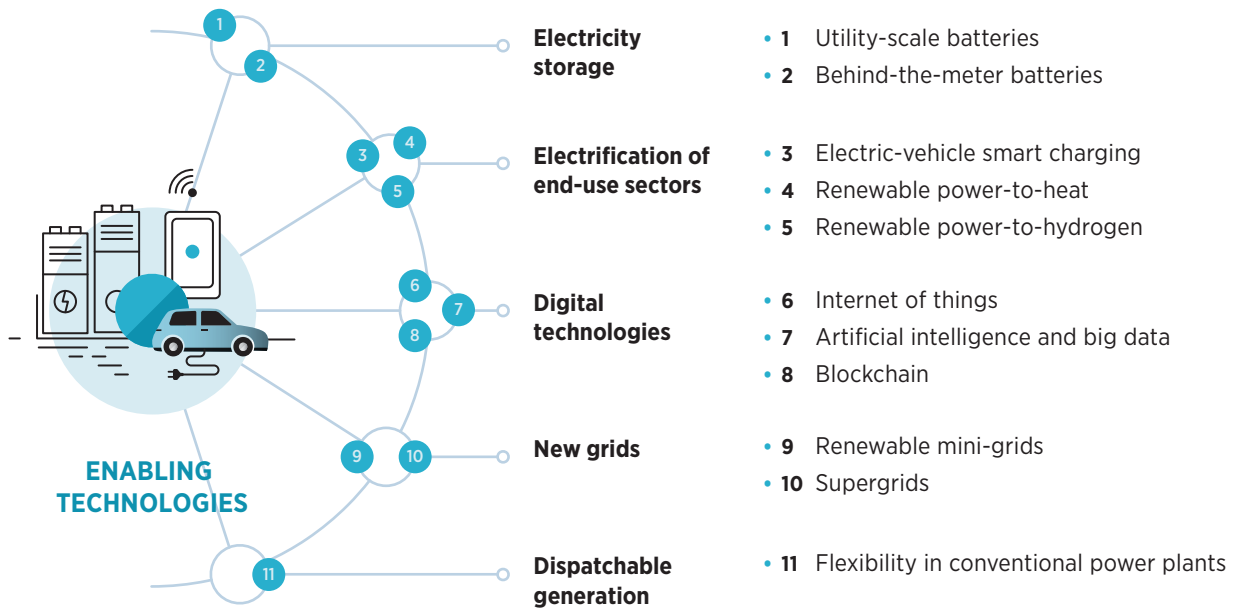 1
2
Electricity
storage
• 1 Utility-scale batteries
• 2 Behind-the-meter batteries
3
4
5
Electrification of
end-use sectors
• 3 Electric-vehicle smart charging
• 4 Renewable power-to-heat
• 5 Renewable power-to-hydrogen
6
7
8
Digital
technologies
• 6 Internet of things
• 7 Artificial intelligence and big data
• 8 Blockchain
9
10
New grids
• 9 Renewable mini-grids
• 10 Supergrids
ENABLING
TECHNOLOGIES
11
Dispatchable
generation
• 11 Flexibility in conventional power plants